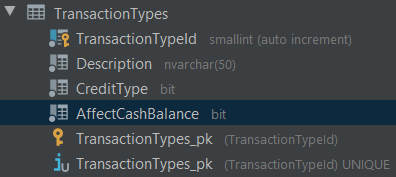 TransactionTypes
TransactionTypeId smallint (auto increment)
Description nvarchar(50)
CreditType bit
AffectCashBalance bit
TransactionTypes_pk (TransactionTypeId)
TransactionTypes_pk (TransactionTypeId) UNIQUE